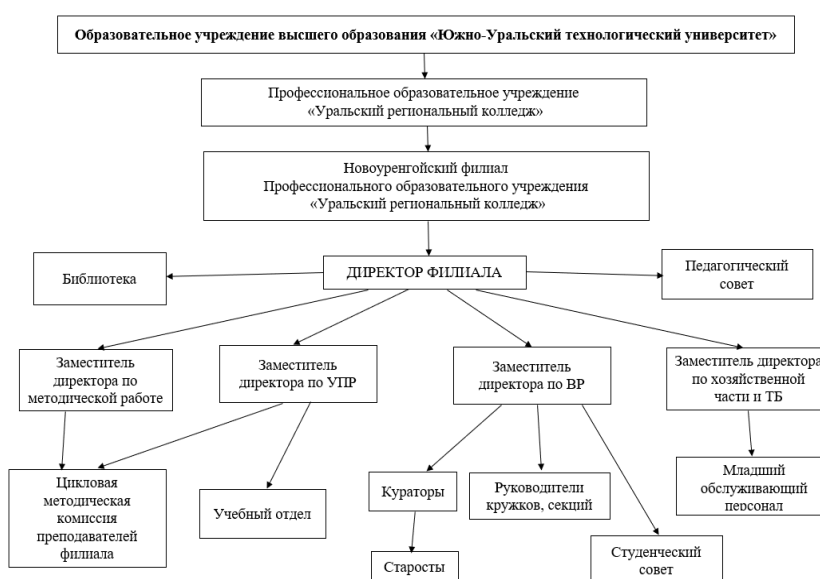 Образовательное учреждение высшего образования «Южно-Уральский технологический университет»
Профессиональное образовательное учреждение
«Уральский региональный колледж»
Новоуренгойский филиал
Профессионального образовательного учреждения
«Уральский региональный колледж»
Библиотека
ДИРЕКТОР ФИЛИАЛА
Педагогический
совет
Заместитель
директора по
методической работе
Заместитель
директора по УПР
Заместитель
директора по ВР
Заместитель директора
по хозяйственной
части и ТБ
Цикловая
методическая
комиссия
преподавателей
филиала
Учебный отдел
Кураторы
Руководители
кружков, секций
Младший
обслуживающий
персонал
Старосты
Студенческий
совет